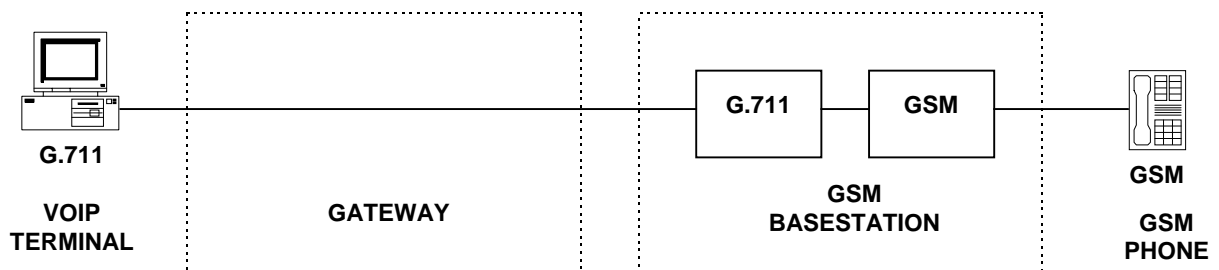 G.711
GSM
G.711
GSM
VOIP
TERMINAL
GATEWAY
GSM
BASESTATION
GSM
PHONE